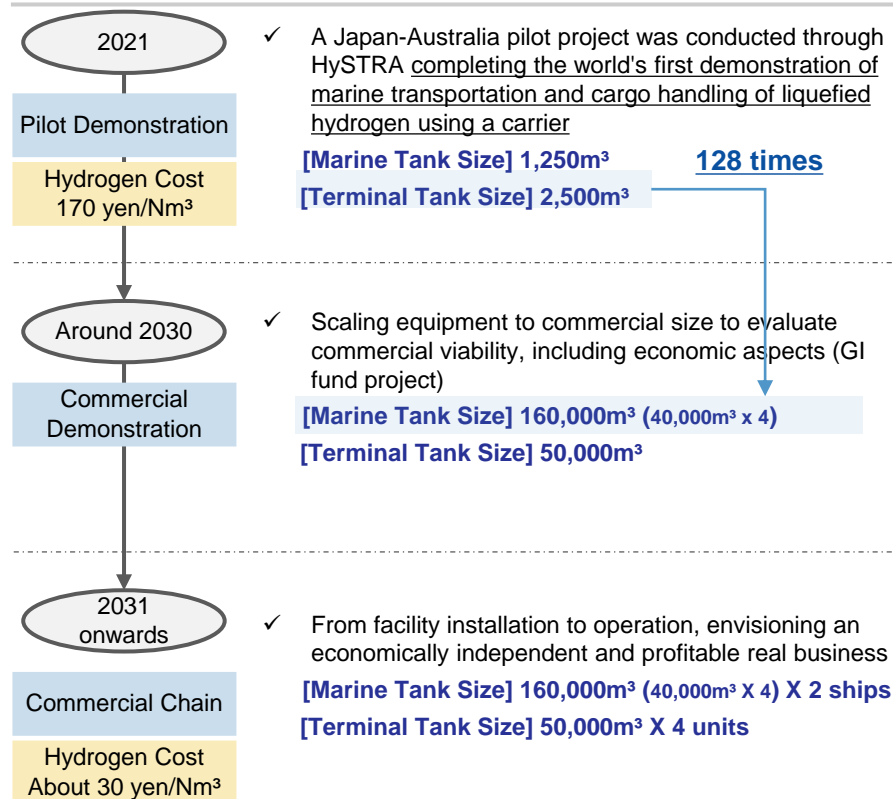 2021
Pilot Demonstration
Hydrogen Cost
170 yen/Nm³
✓ A Japan-Australia pilot project was conducted through
HySTRA completing the world's first demonstration of
marine transportation and cargo handling of liquefied
hydrogen using a carrier
[Marine Tank Size] 1,250m³
128 times
[Terminal Tank Size] 2,500m³
Around 2030
Commercial
Demonstration
✓ Scaling equipment to commercial size to evaluate
commercial viability, including economic aspects (GI
fund project)
[Marine Tank Size] 160,000m³ (40,000m³ x 4)
[Terminal Tank Size] 50,000m³
2031
onwards
Commercial Chain
Hydrogen Cost
About 30 yen/Nm³
✓ From facility installation to operation, envisioning an
economically independent and profitable real business
[Marine Tank Size] 160,000m³ (40,000m³ X 4) X 2 ships
[Terminal Tank Size] 50,000m³ X 4 units